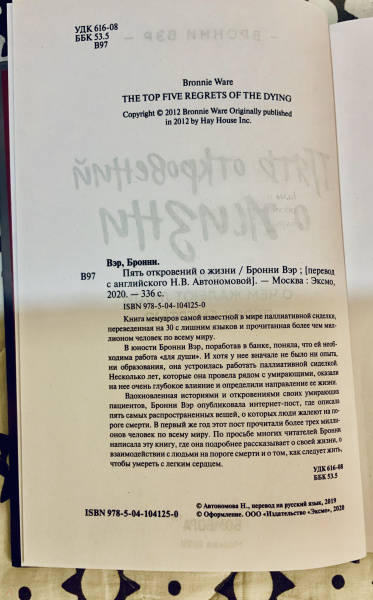 УДК 616-08
ББК 53.5
В97
Bronnie Ware
THE TOP FIVE REGRETS OF THE DYING
Copyright © 2012 Bronnie Ware Originally published
in 2012 by Hay House Inc.
Вэр, Бронни.
В97 Пять откровений о жизни / Бронни Вэр ; [перевод
с английского Н.В. Автономовой]. — Москва : Эксмо,
2020. — 336 с.
ISBN 978-5-04-104125-0
Книга мемуаров самой известной в мире паллиативной сиделки,
переведенная на 30 с лишним языков и прочитанная более чем мил-
лионом человек по всему миру.
В юности Бронни Вэр, поработав в банке, поняла, что ей необ-
ходима работа «для души». И хотя у нее вначале не было ни опыта,
ни образования, она устроилась работать паллиативной сиделкой.
Несколько лет, которые она провела рядом с умирающими, оказали
на нее очень глубокое влияние и определили направление ее жизни.
Вдохновленная историями и откровениями своих умирающих
пациентов, Бронни Вэр опубликовала интернет-пост, где описала
пять самых распространенных вещей, о которых люди жалеют на по-
роге смерти. В первый же год этот пост прочитали более трех милли-
онов человек по всему миру. По просьбе многих читателей Бронни
написала эту книгу, где она подробнее рассказывает о своей жизни, о
взаимодействии с людьми на пороге смерти и о том, как следует жить,
чтобы умереть с легким сердцем.
УДК 616-08
ББК 53.5
© Автономова Н., перевод на русский язык, 2019
ISBN 978-5-04-104125-0 © Оформление. ООО «Издательство «Эксмо», 2020